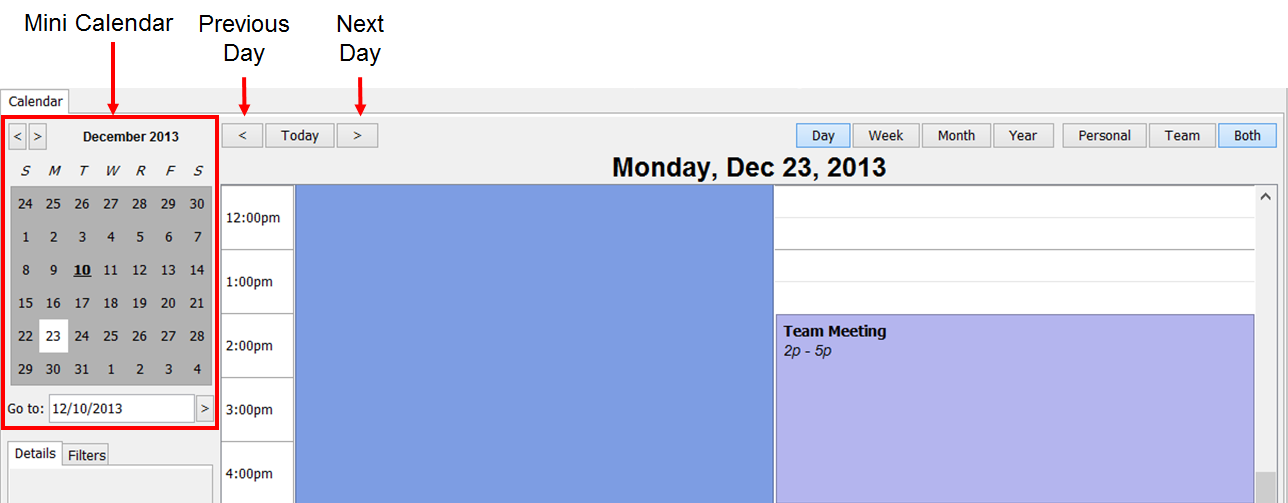 Mini Calendar
Previous Day
Next Day
Calendar
< > December 2013
< Today >
Day Week Month Year Personal Team Both
Monday, Dec 23, 2013
S M T W R F S
24 25 26 27 28 29 30
1 2 3 4 5 6 7
8 9 10 11 12 13 14
15 16 17 18 19 20 21
22 23 24 25 26 27 28
29 30 31 1 2 3 4
Go to: 12/10/2013 >
Details Filters
12:00pm
1:00pm
2:00pm
3:00pm
4:00pm
Team Meeting
2p - 5p